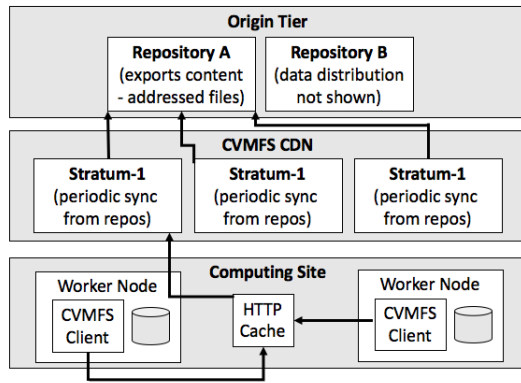 Origin Tier
Repository A
(exports content
- addressed files)
Repository B
(data distribution
not shown)
CVMFS CDN
Stratum-1
(periodic sync
from repos)
Stratum-1
(periodic sync
from repos)
Stratum-1
(periodic sync
from repos)
Computing Site
Worker Node
CVMFS
Client
HTTP
Cache
Worker Node
CVMFS
Client